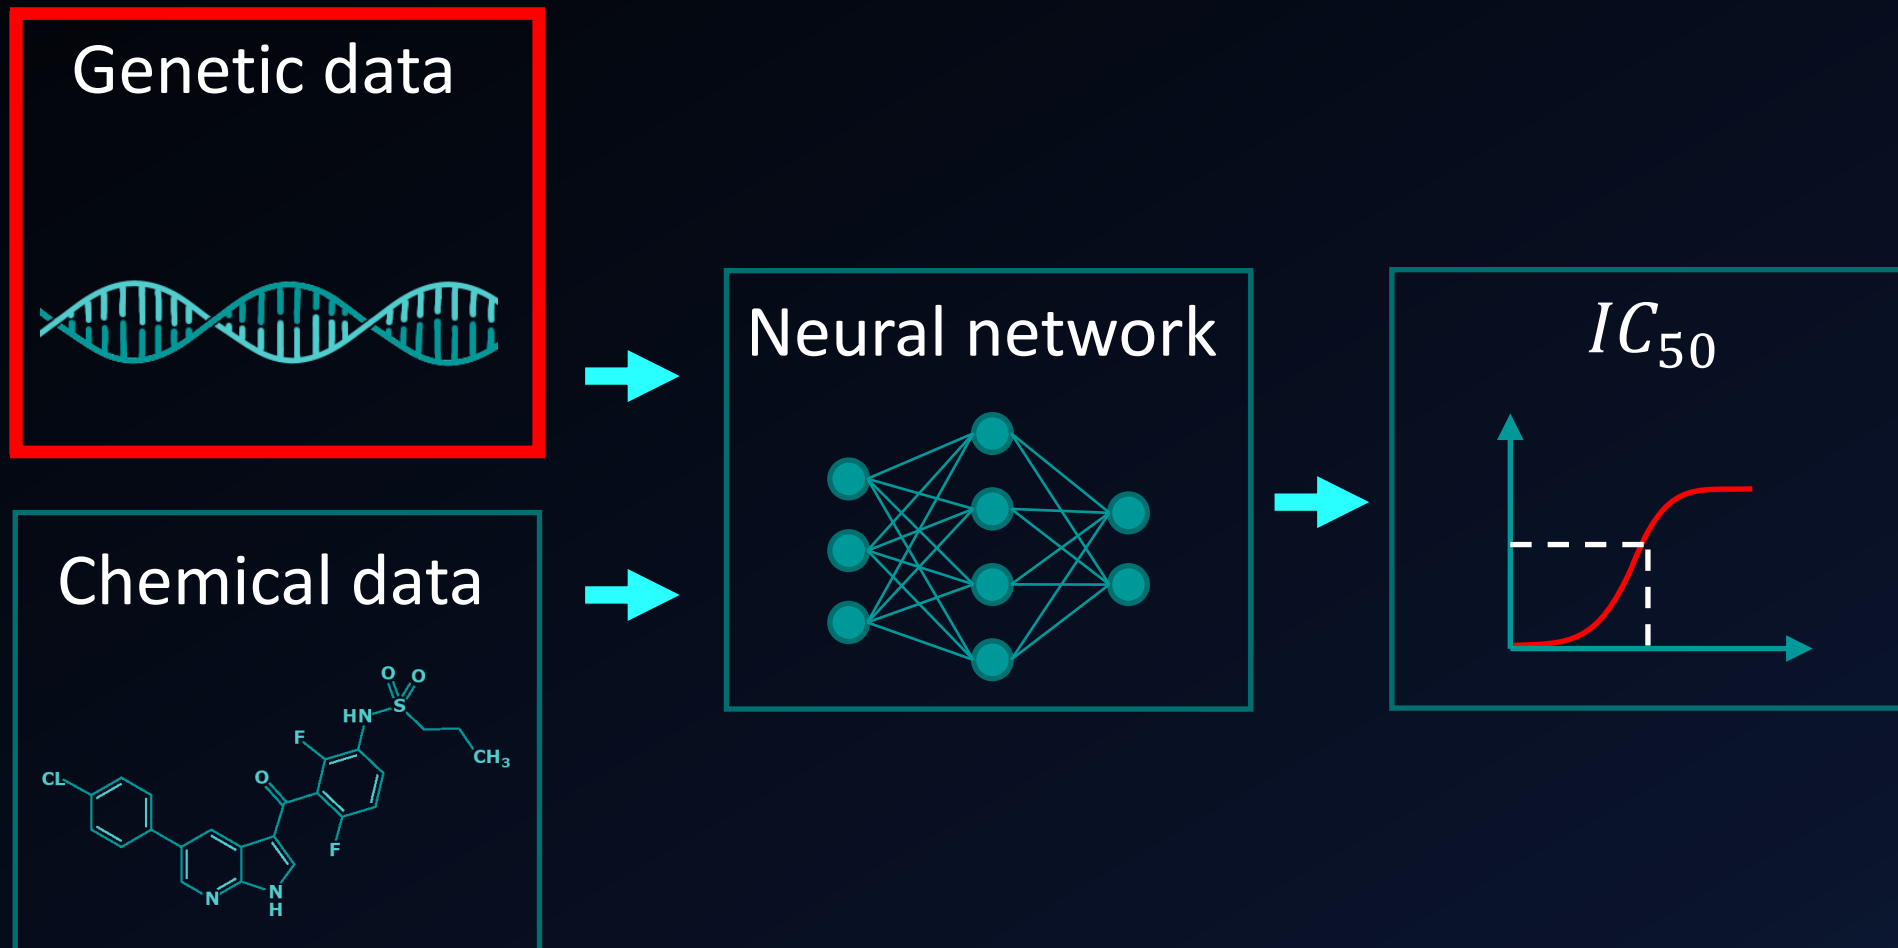 Genetic data
Neural network
IC50
Chemical data
O O
HN S
F
CH3
CL
O
F
N
N
H